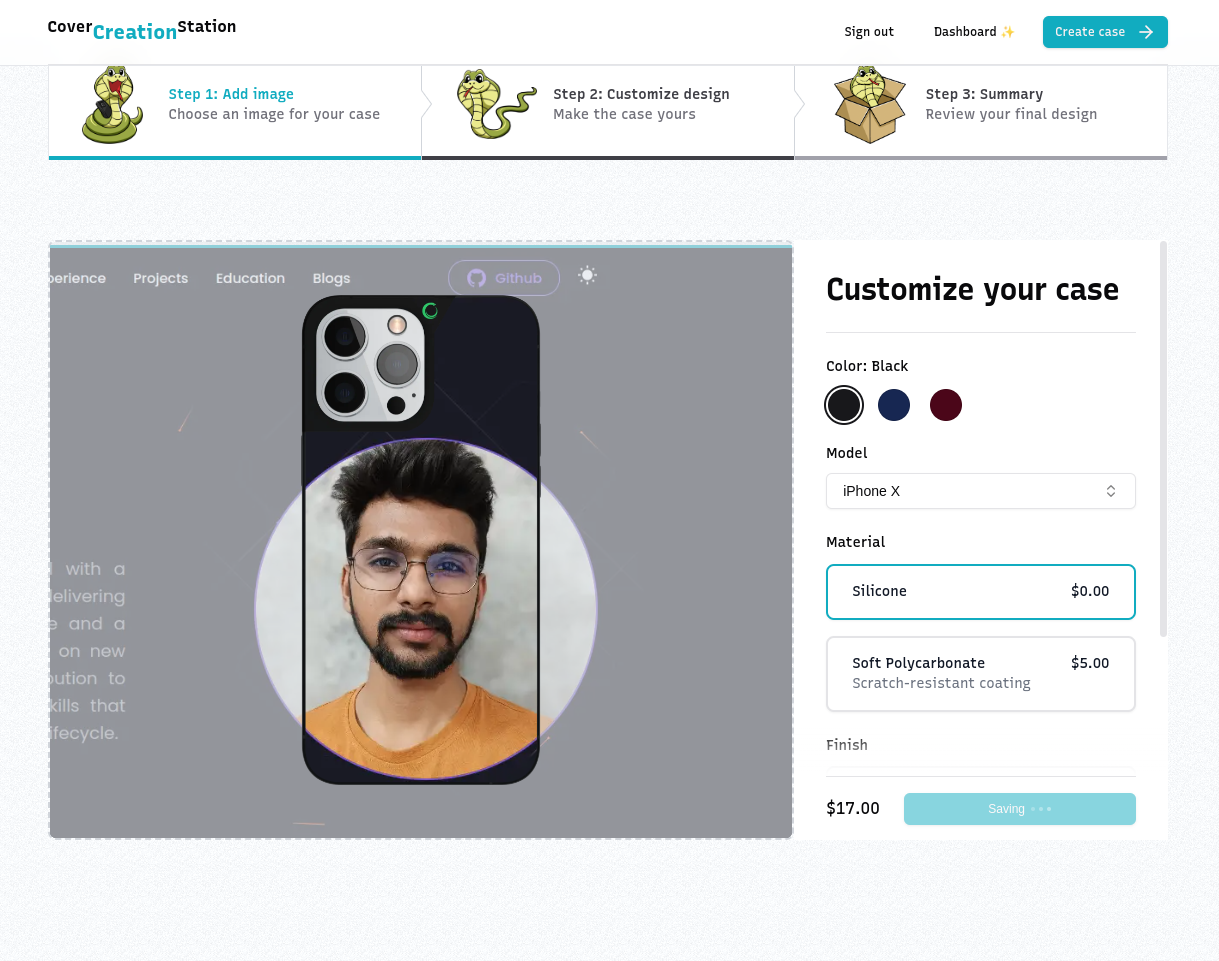 CoverCreationStation
Sign out
Dashboard ✨
Create case
Step 1: Add image
Choose an image for your case
Step 2: Customize design
Make the case yours
Step 3: Summary
Review your final design
perience Projects Education Blogs Github
with a
elivering
e and a
on new
bution to
kills that
ifecycle.
Customize your case
Color: Black
Model
iPhone X
Material
Silicone $0.00
Soft Polycarbonate $5.00
Scratch-resistant coating
Finish
$17.00 Saving